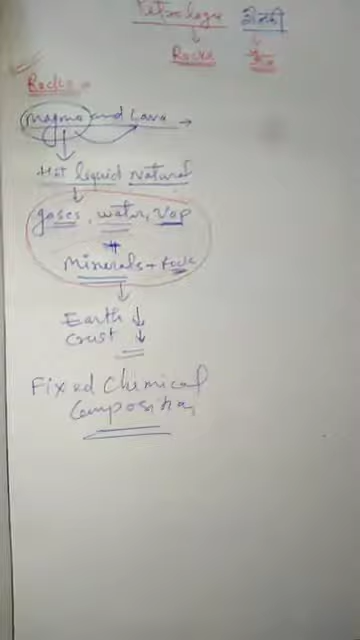 Petrology शैलिकी
Rocks
Rocks
Magma and Lava →
Hot liquid natural
gases, water, Vap
+
Minerals + Rock
Earth
Crust
Fixed Chemical
Composition